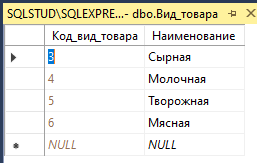 SQLSTUD\SQLEXPRE...- dbo.Вид_товара
Код_вид_товара Наименование
3 Сырная
4 Молочная
5 Творожная
6 Мясная
NULL NULL